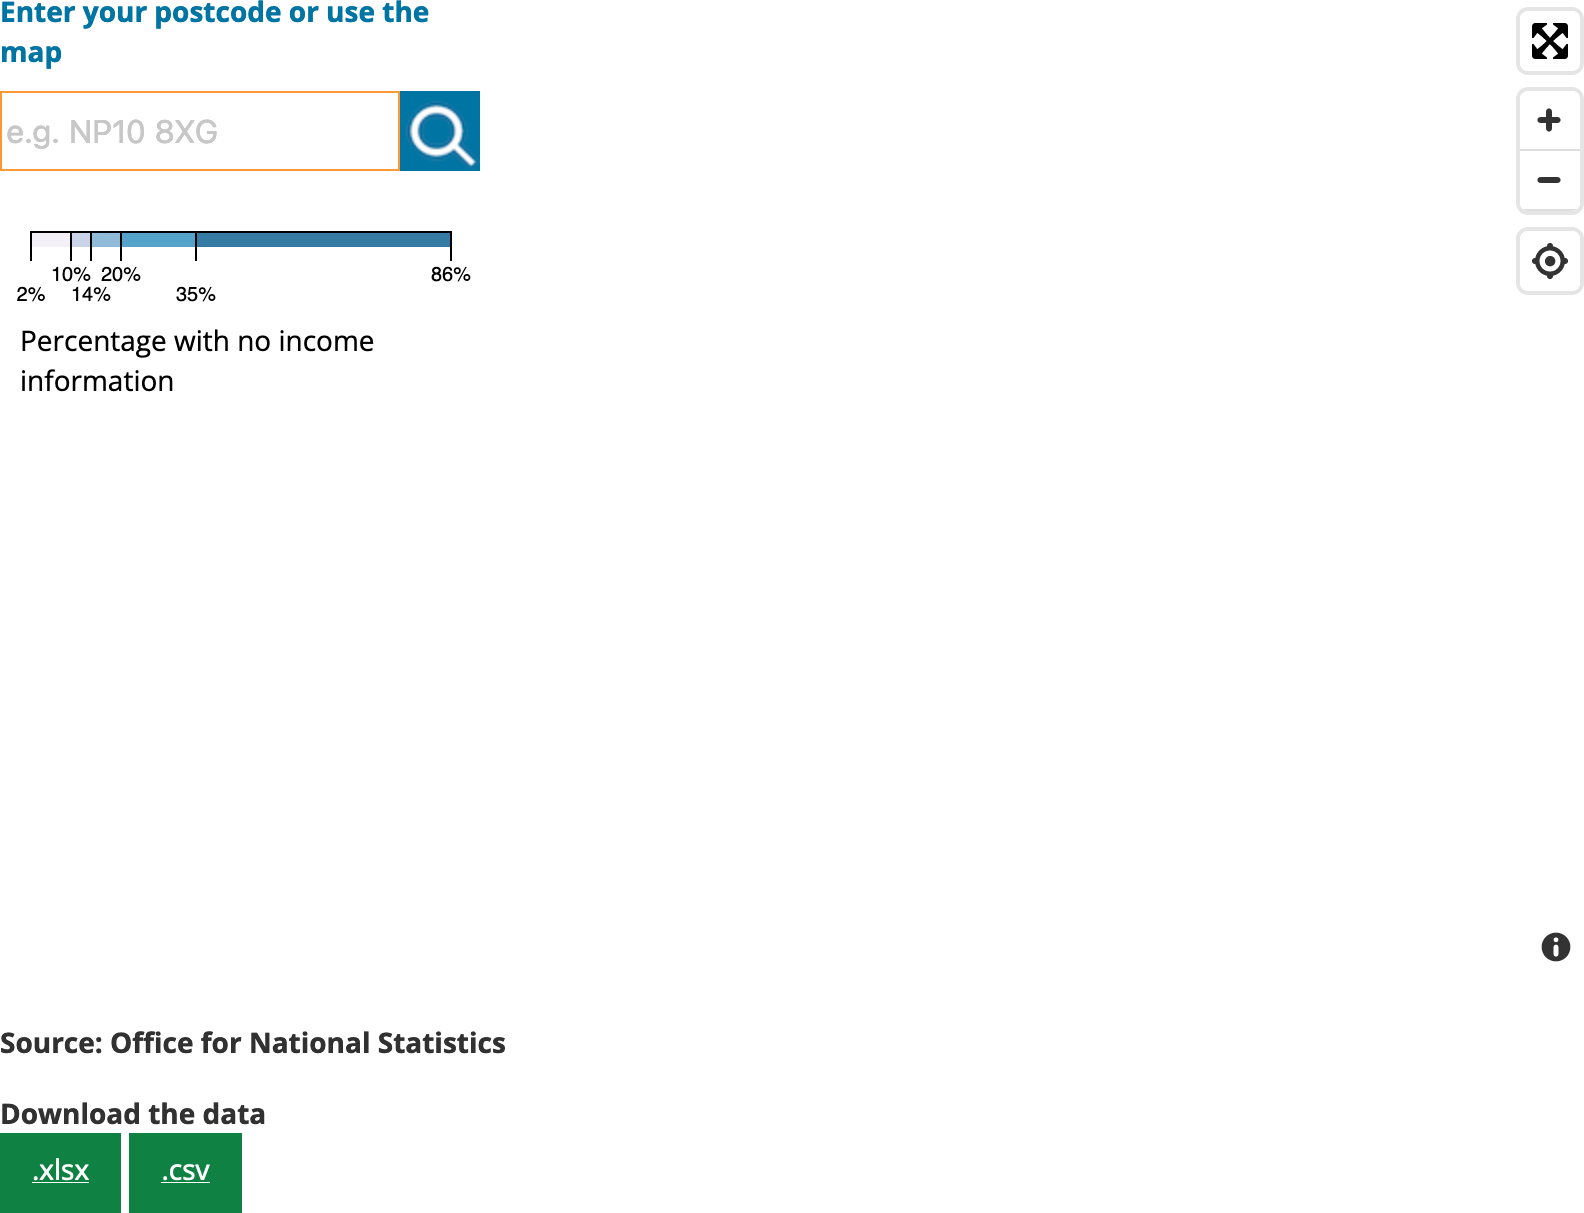 Enter your postcode or use the
map
e.g. NP10 8XG
10% 20% 86%
2% 14% 35%
Percentage with no income
information
Source: Office for National Statistics
Download the data
.xlsx .csv